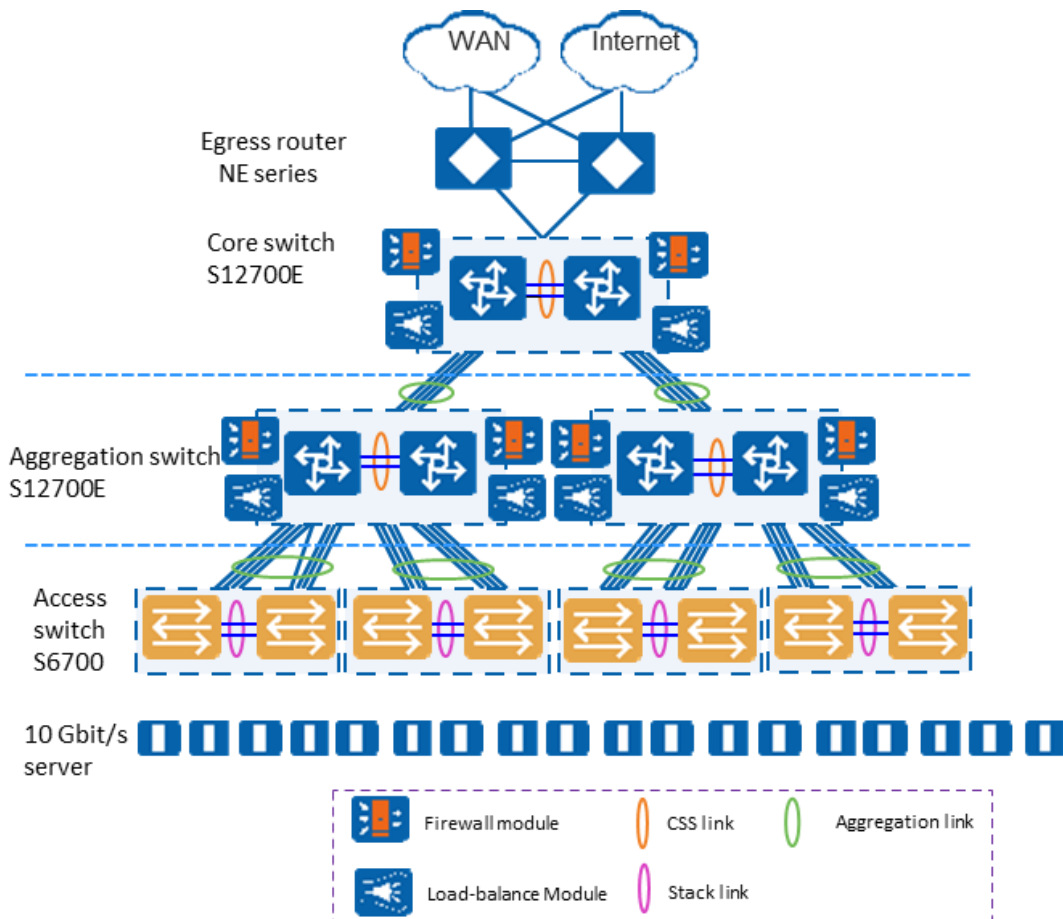 WAN
Internet
Egress router
NE series
Core switch
S12700E
Aggregation switch
S12700E
Access
switch
S6700
10 Gbit/s
server
Firewall module
CSS link
Aggregation link
Load-balance Module
Stack link